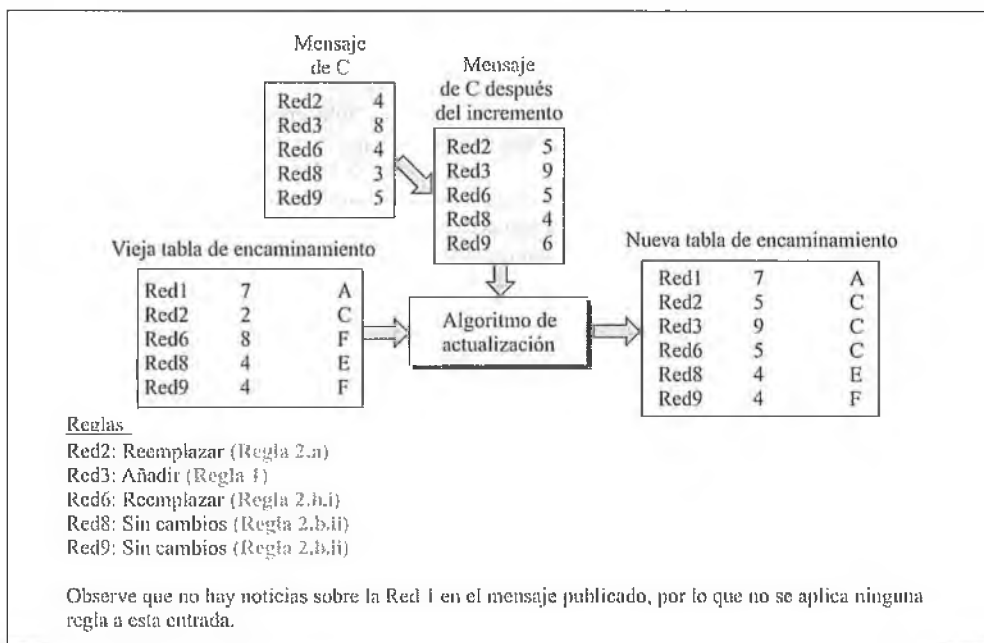 Mensaje
de C
Red2 4
Red3 8
Red6 4
Red8 3
Red9 5
Mensaje
de C después
del incremento
Red2 5
Red3 9
Red6 5
Red8 4
Red9 6
Vieja tabla de encaminamiento
Red1 7 A
Red2 2 C
Red6 8 F
Red8 4 E
Red9 4 F
Algoritmo de
actualización
Nueva tabla de encaminamiento
Red1 7 A
Red2 5 C
Red3 9 C
Red6 5 C
Red8 4 E
Red9 4 F
Reglas
Red2: Reemplazar (Regla 2.a)
Red3: Añadir (Regla 1)
Red6: Reemplazar (Regla 2.b.i)
Red8: Sin cambios (Regla 2.b.ii)
Red9: Sin cambios (Regla 2.b.ii)
Observe que no hay noticias sobre la Red 1 en el mensaje publicado, por lo que no se aplica ninguna
regla a esta entrada.